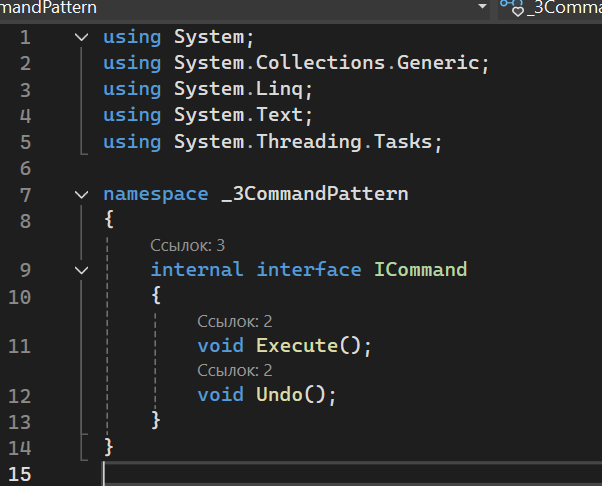 mandPattern
_3Comma
1 using System;
2 using System.Collections.Generic;
3 using System.Linq;
4 using System.Text;
5 using System.Threading.Tasks;
6
7 namespace _3CommandPattern
8 {
Ссылок: 3
9 internal interface ICommand
10 {
Ссылок: 2
11 void Execute();
Ссылок: 2
12 void Undo();
13 }
14 }
15